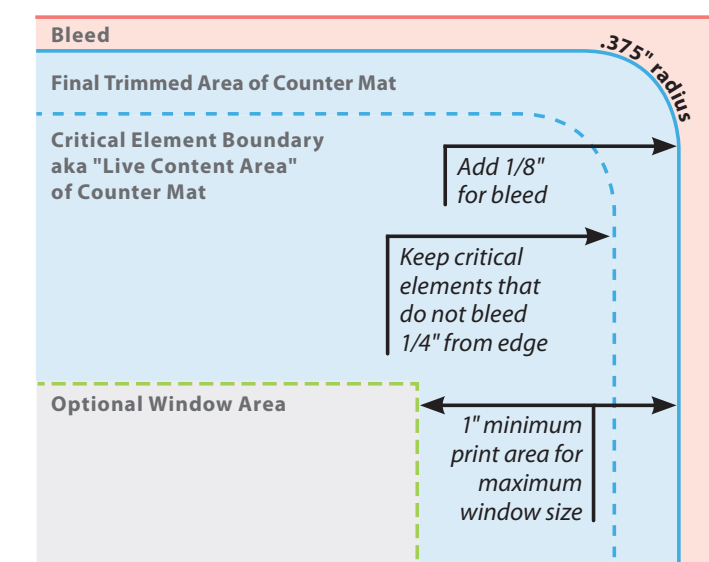 Bleed
.375" radius
Final Trimmed Area of Counter Mat
Critical Element Boundary
aka "Live Content Area"
of Counter Mat
Add 1/8"
for bleed
Keep critical
elements that
do not bleed
1/4" from edge
Optional Window Area
1" minimum
print area for
maximum
window size